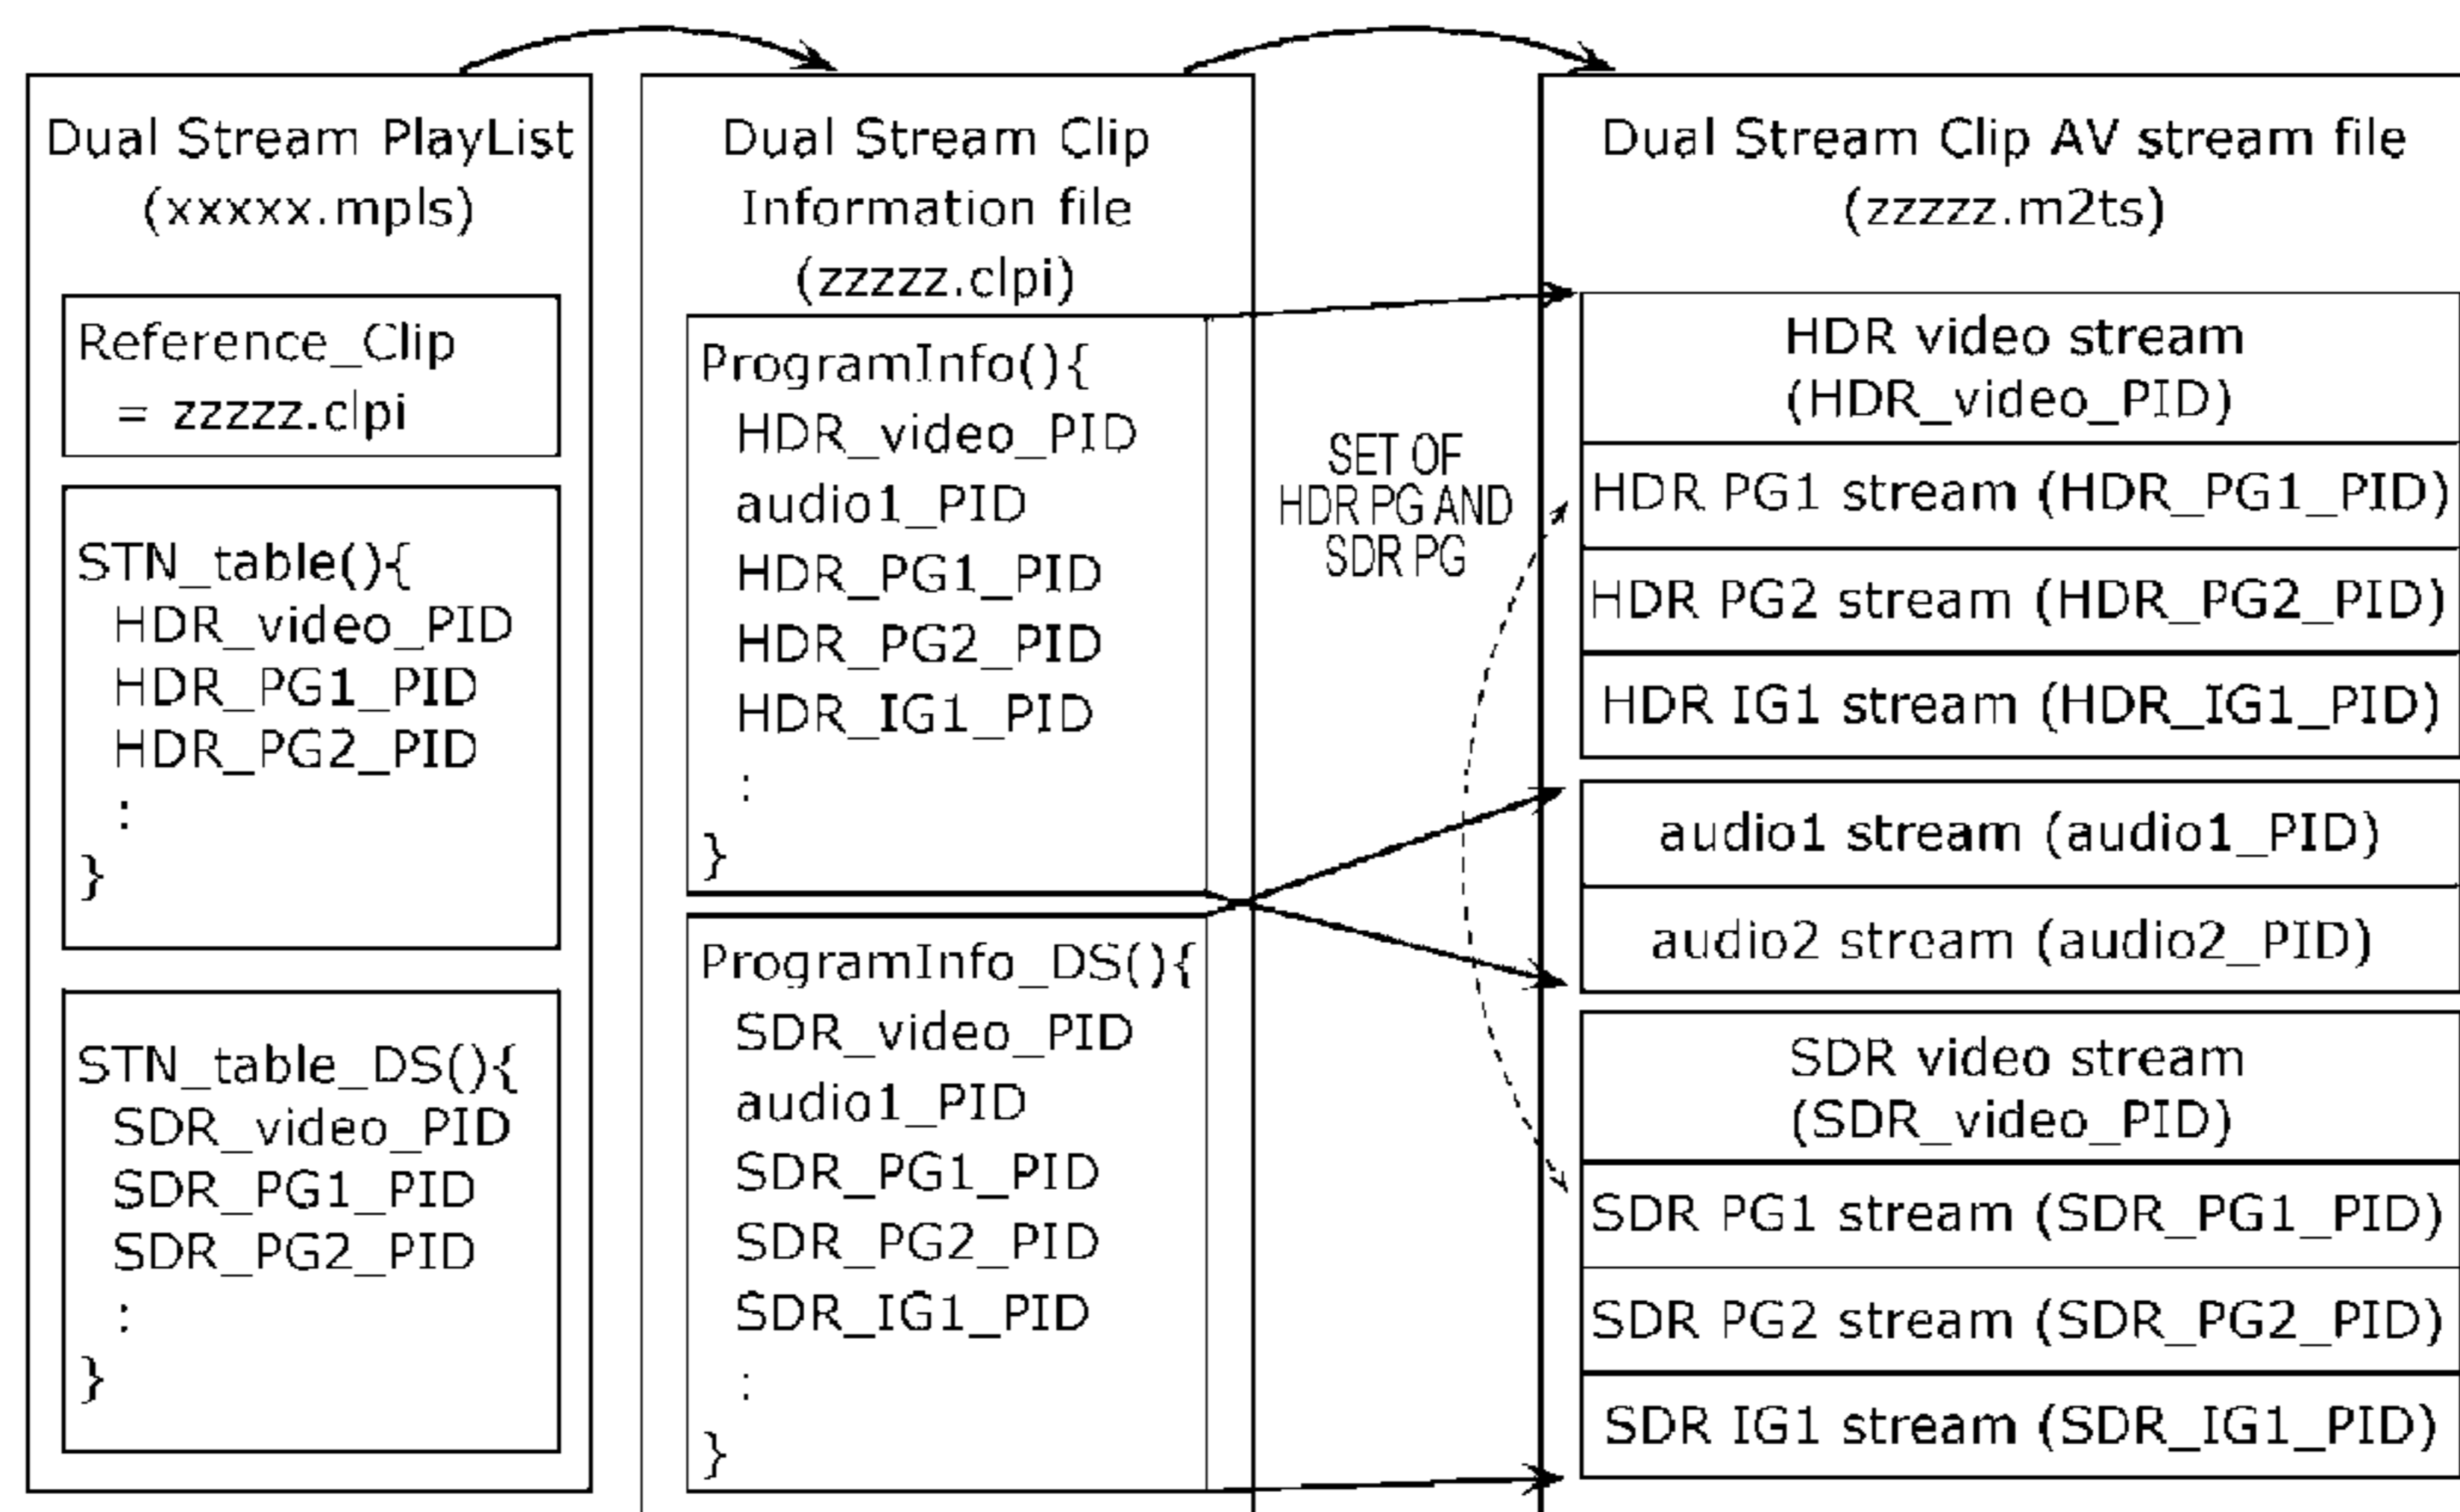 Dual Stream PlayList
(xxxxx.mpls)
Reference_Clip
= zzzzz.clpi
STN_table(){
HDR_video_PID
HDR_PG1_PID
HDR_PG2_PID
:
}
STN_table_DS(){
SDR_video_PID
SDR_PG1_PID
SDR_PG2_PID
:
}
Dual Stream Clip
Information file
(zzzzz.clpi)
ProgramInfo(){
HDR_video_PID
audio1_PID
HDR_PG1_PID
HDR_PG2_PID
HDR_IG1_PID
:
}
ProgramInfo_DS(){
SDR_video_PID
audio1_PID
SDR_PG1_PID
SDR_PG2_PID
SDR_IG1_PID
:
}
SET OF
HDR PG AND
SDR PG
Dual Stream Clip AV stream file
(zzzzz.m2ts)
HDR video stream
(HDR_video_PID)
HDR PG1 stream (HDR_PG1_PID)
HDR PG2 stream (HDR_PG2_PID)
HDR IG1 stream (HDR_IG1_PID)
audio1 stream (audio1_PID)
audio2 stream (audio2_PID)
SDR video stream
(SDR_video_PID)
SDR PG1 stream (SDR_PG1_PID)
SDR PG2 stream (SDR_PG2_PID)
SDR IG1 stream (SDR_IG1_PID)